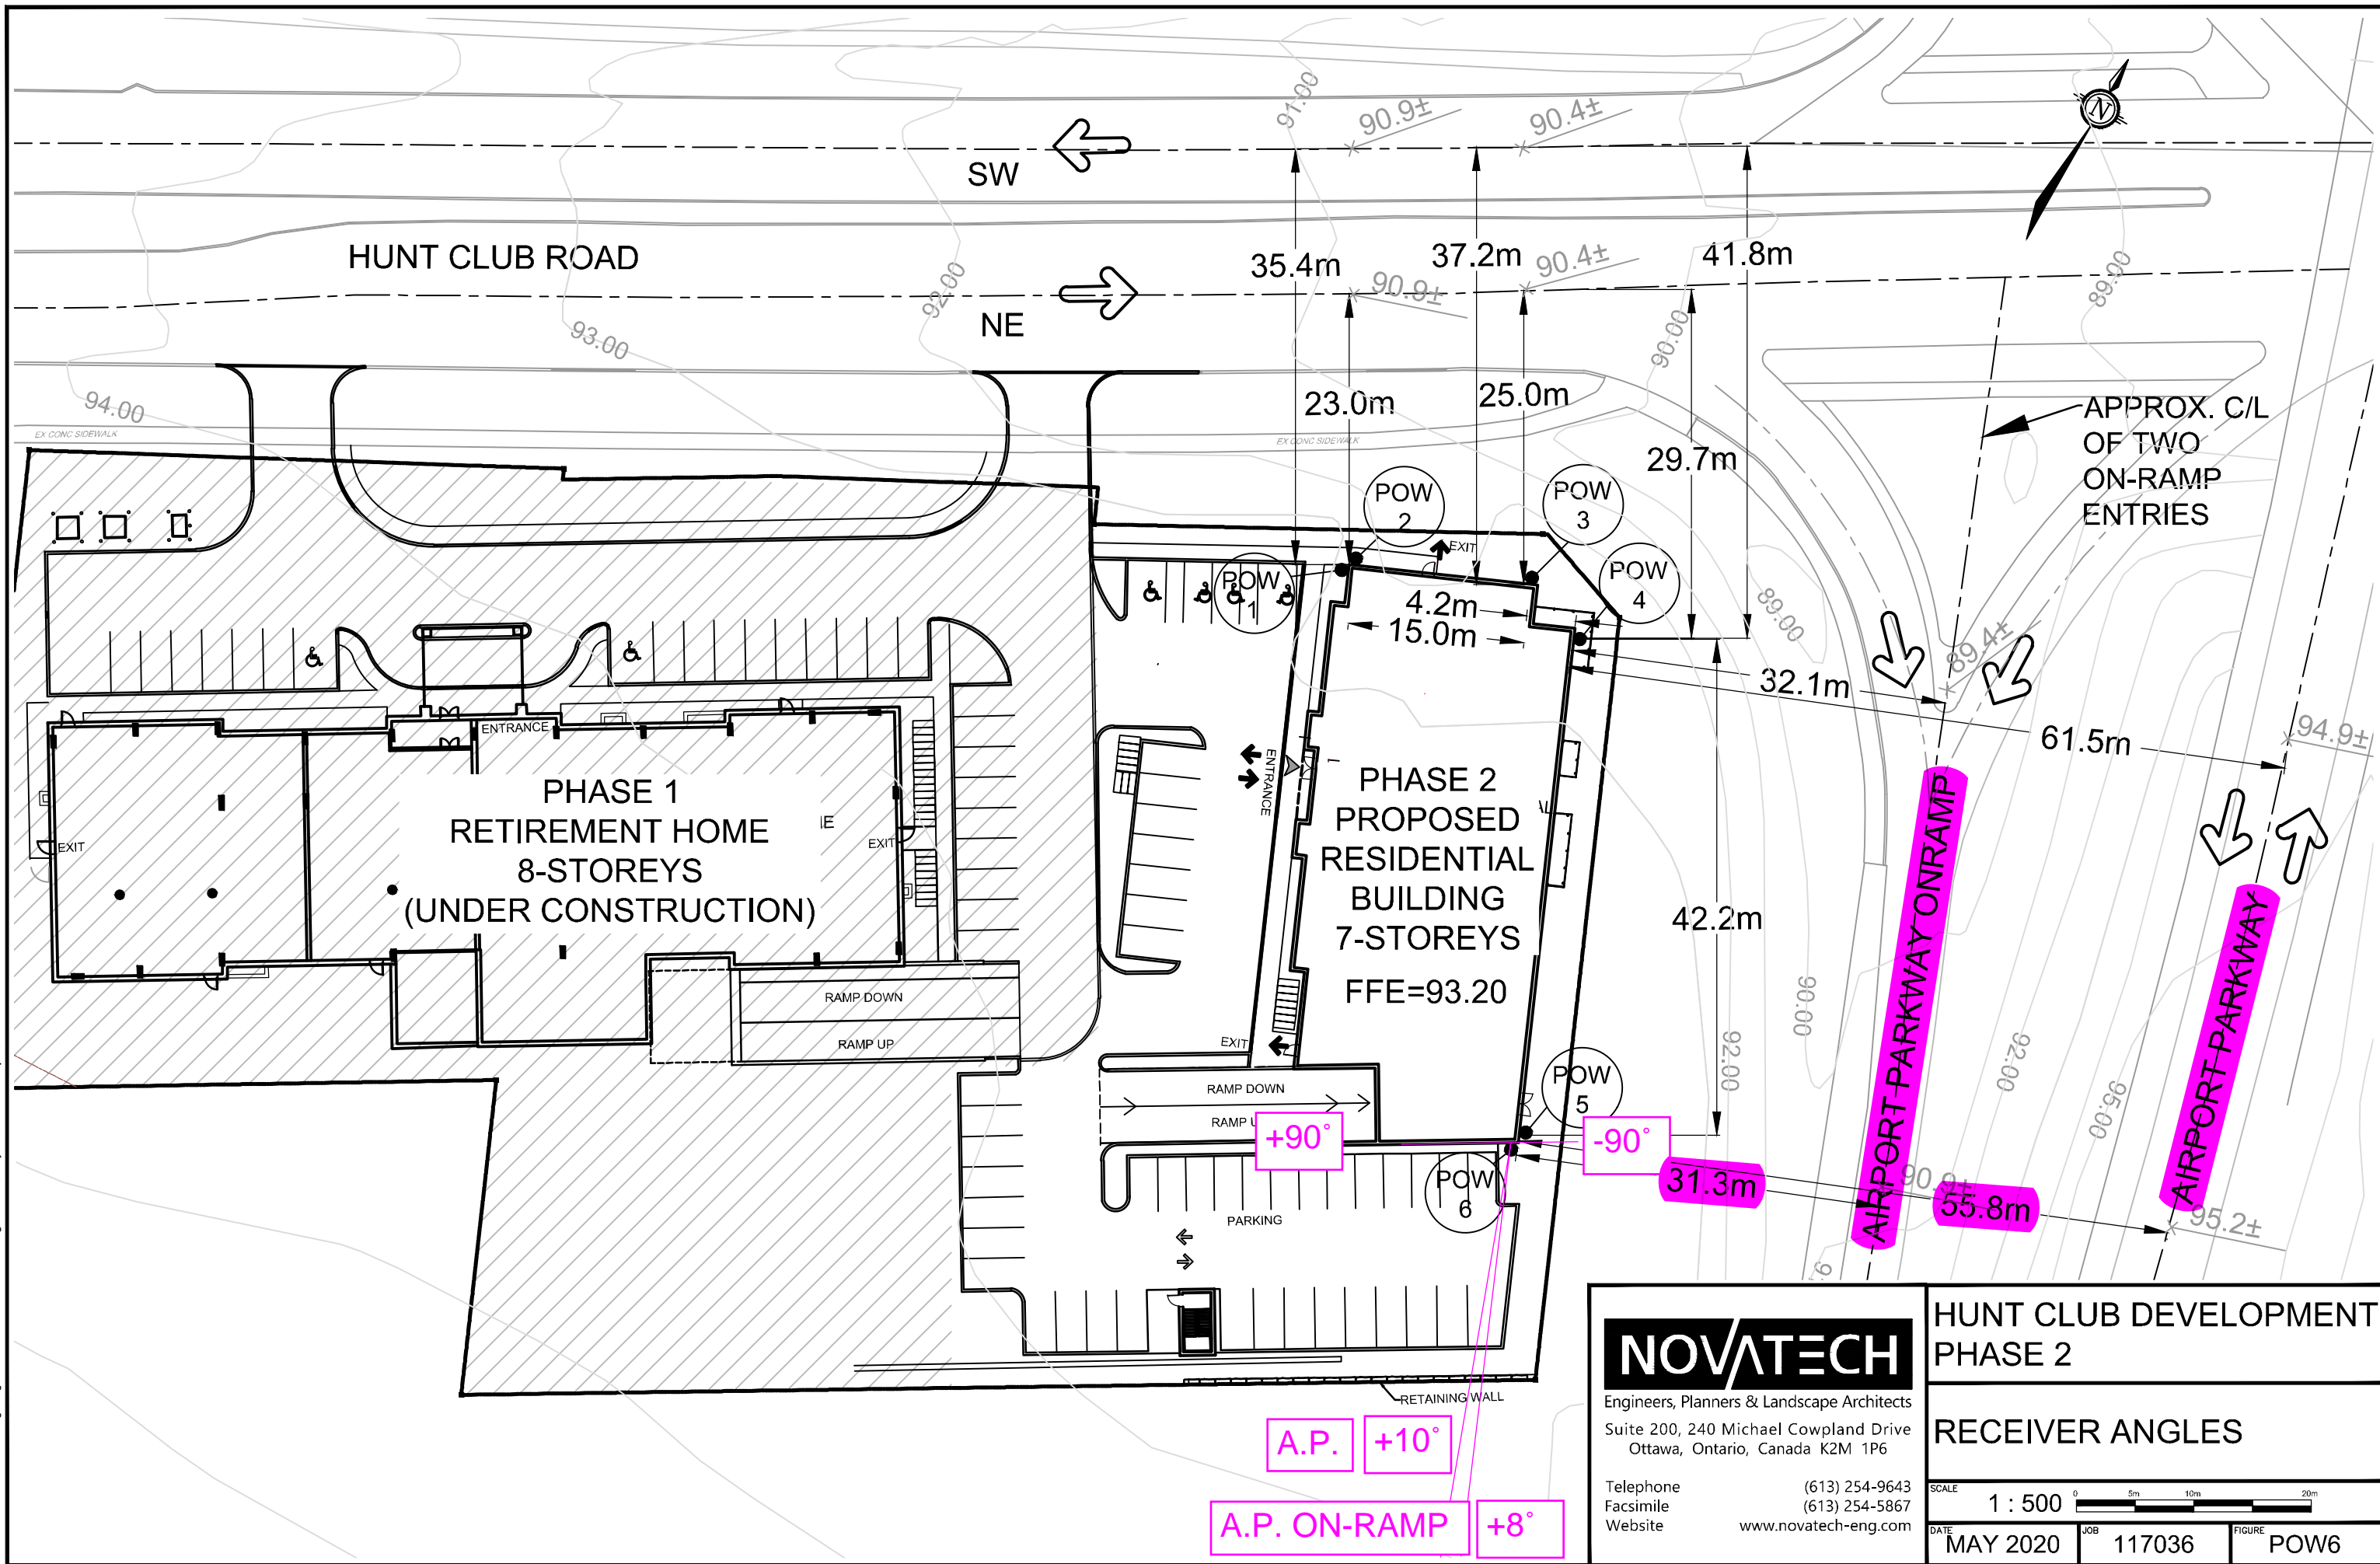 SW
HUNT CLUB ROAD
NE
91.00
90.9±
90.4±
92.00
93.00
94.00
90.9±
90.4±
90.00
89.00
35.4m
37.2m
41.8m
23.0m
25.0m
29.7m
EX CONC SIDEWALK
EX CONC SIDEWALK
N
APPROX. C/L
OF TWO
ON-RAMP
ENTRIES
POW
1
POW
2
POW
3
POW
4
EXIT
4.2m
15.0m
89.00
89.4±
32.1m
61.5m
94.9±
ENTRANCE
PHASE 1
RETIREMENT HOME
8-STOREYS
(UNDER CONSTRUCTION)
EXIT
EXIT
RAMP DOWN
RAMP UP
ENTRANCE
PHASE 2
PROPOSED
RESIDENTIAL
BUILDING
7-STOREYS
FFE=93.20
42.2m
AIRPORT PARKWAY ONRAMP
AIRPORT PARKWAY
90.00
92.00
92.00
95.00
EXIT
RAMP DOWN
RAMP U
+90°
POW
5
-90°
POW
6
31.3m
90.9±
55.8m
95.2±
PARKING
RETAINING WALL
A.P.
+10°
A.P. ON-RAMP
+8°
NOVATECH
Engineers, Planners & Landscape Architects
Suite 200, 240 Michael Cowpland Drive
Ottawa, Ontario, Canada K2M 1P6
Telephone (613) 254-9643
Facsimile (613) 254-5867
Website www.novatech-eng.com
HUNT CLUB DEVELOPMENT
PHASE 2
RECEIVER ANGLES
SCALE
1 : 500
0 5m 10m 20m
DATE
MAY 2020
JOB
117036
FIGURE
POW6